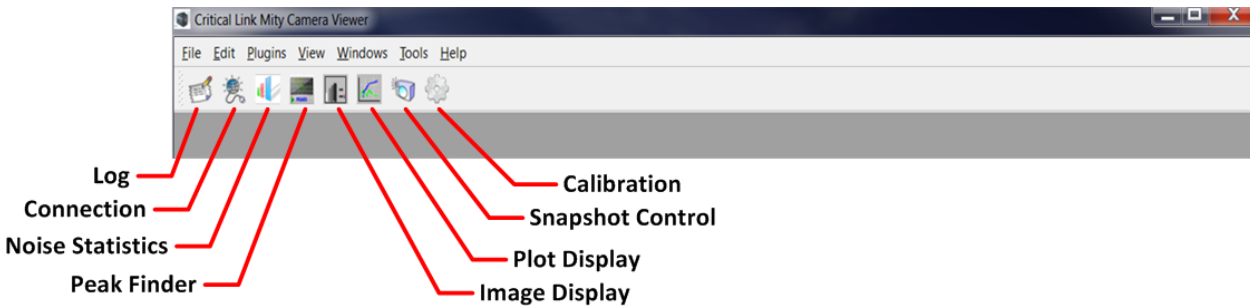 Critical Link Mity Camera Viewer
File Edit Plugins View Windows Tools Help
Log
Connection
Noise Statistics
Peak Finder
Calibration
Snapshot Control
Plot Display
Image Display